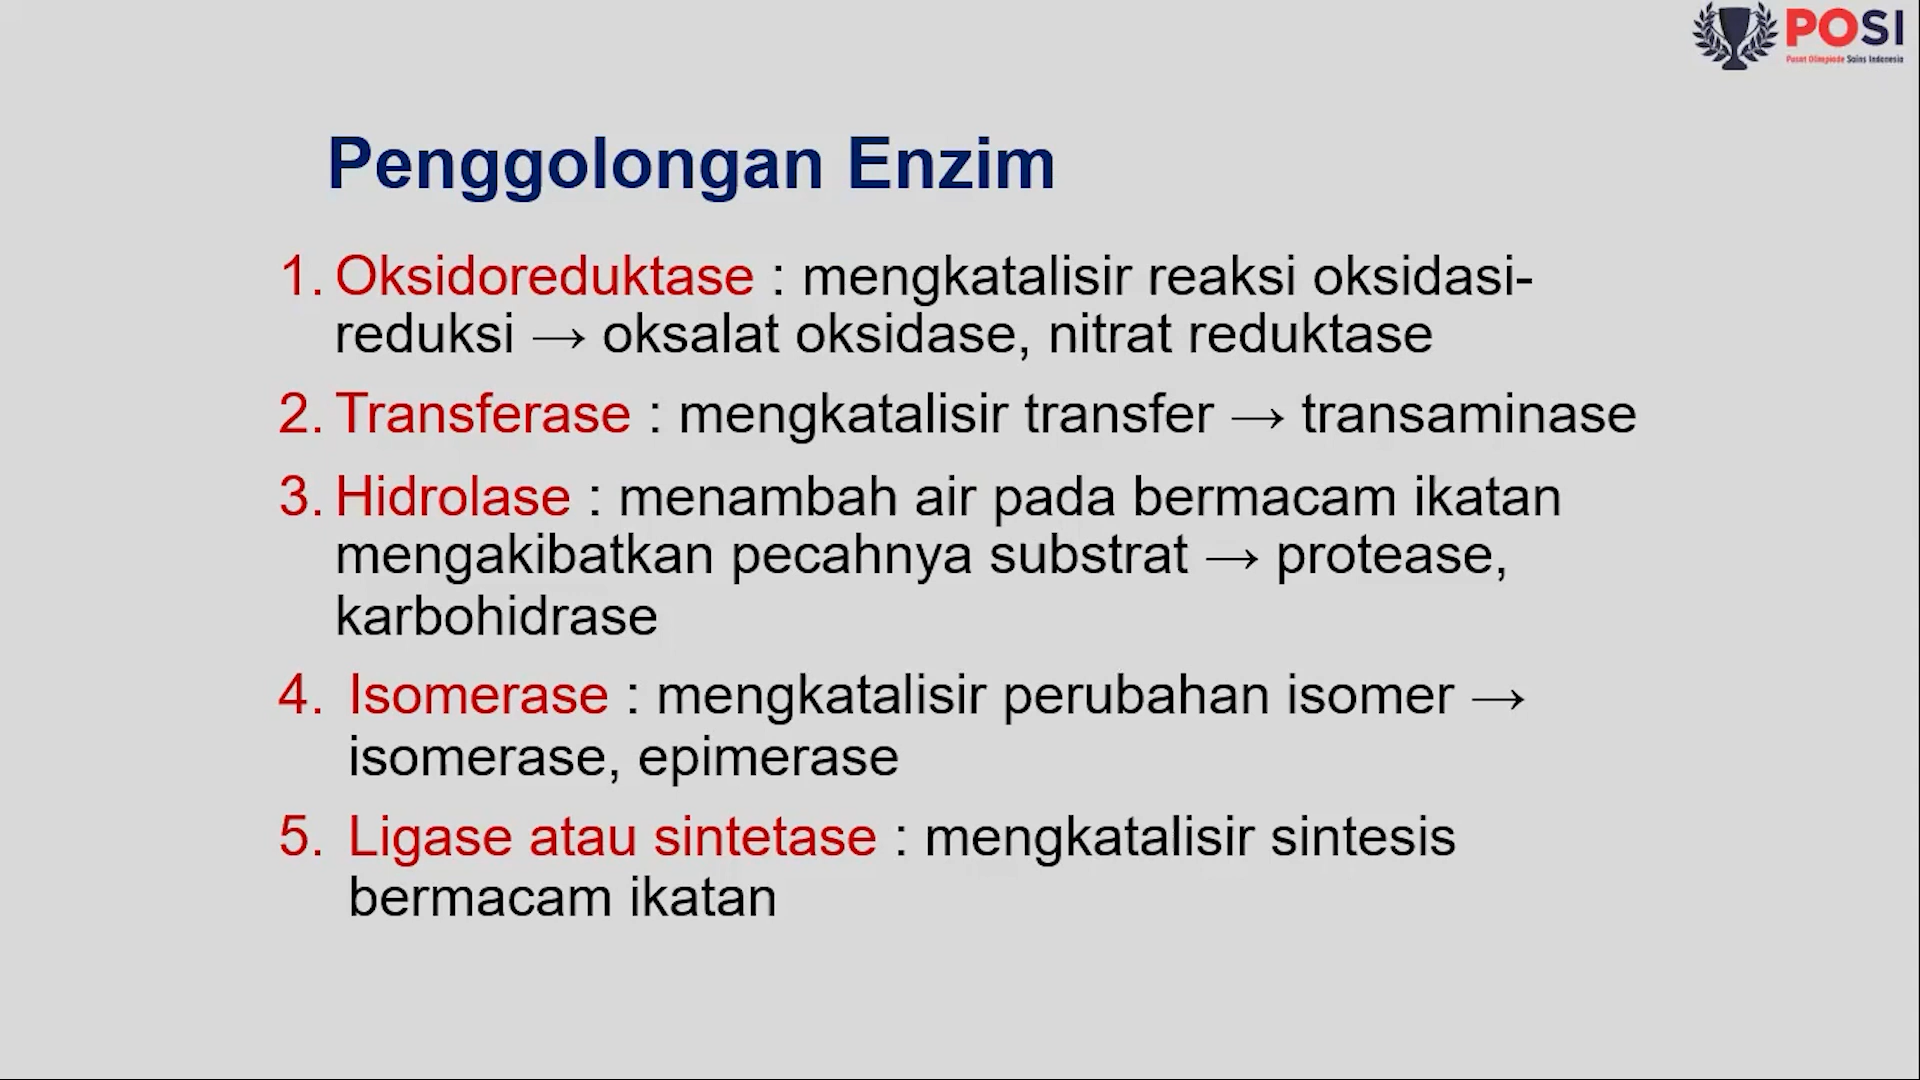 POSI
Pusat Olimpiade Sains Indonesia
Penggolongan Enzim
1. Oksidoreduktase : mengkatalisir reaksi oksidasi-
reduksi → oksalat oksidase, nitrat reduktase
2. Transferase : mengkatalisir transfer → transaminase
3. Hidrolase : menambah air pada bermacam ikatan
mengakibatkan pecahnya substrat → protease,
karbohidrase
4. Isomerase : mengkatalisir perubahan isomer →
isomerase, epimerase
5. Ligase atau sintetase : mengkatalisir sintesis
bermacam ikatan